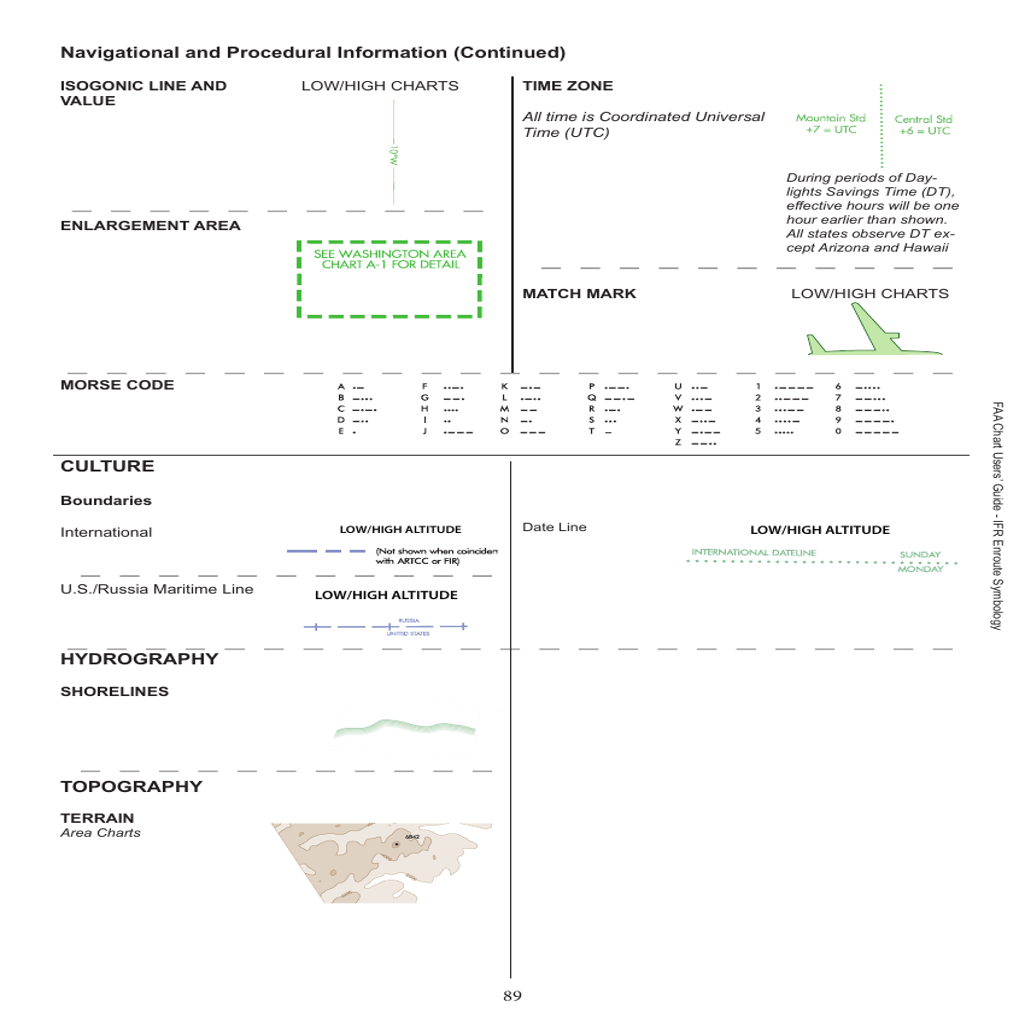 Navigational and Procedural Information (Continued)
ISOGONIC LINE AND
VALUE
LOW/HIGH CHARTS
10°W
ENLARGEMENT AREA
SEE WASHINGTON AREA
CHART A-1 FOR DETAIL
TIME ZONE
All time is Coordinated Universal
Time (UTC)
Mountain Std
+7 = UTC
Central Std
+6 = UTC
During periods of Day-
lights Savings Time (DT),
effective hours will be one
hour earlier than shown.
All states observe DT ex-
cept Arizona and Hawaii
MATCH MARK
LOW/HIGH CHARTS
MORSE CODE
A •— F ••—• K —•— P •——• U ••— 1 •———— 6 —••••
B —••• G ——• L •—•• Q ——•— V •••— 2 ••——— 7 ——•••
C —•—• H •••• M —— R •—• W •—— 3 •••—— 8 ———••
D —•• I •• N —• S ••• X —••— 4 ••••— 9 ————•
E • J •——— O ——— T — Y —•—— 5 ••••• 0 —————
Z ——••
CULTURE
Boundaries
International
LOW/HIGH ALTITUDE
(Not shown when coinciden
with ARTCC or FIR)
U.S./Russia Maritime Line
LOW/HIGH ALTITUDE
RUSSIA
UNITED STATES
Date Line
LOW/HIGH ALTITUDE
INTERNATIONAL DATELINE
SUNDAY
MONDAY
HYDROGRAPHY
SHORELINES
TOPOGRAPHY
TERRAIN
Area Charts
FAA Chart Users' Guide - IFR Enroute Symbology
89